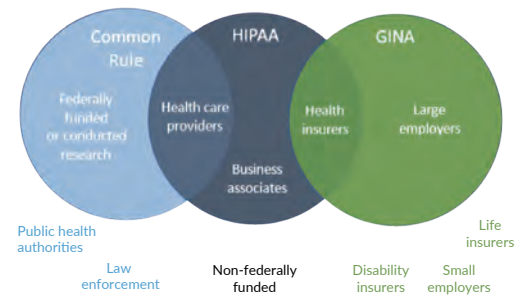 Common
Rule
HIPAA
GINA
Federally
funded
or conducted
research
Health care
providers
Business
associates
Health
insurers
Large
employers
Public health
authorities
Law
enforcement
Non-federally
funded
Disability
insurers
Small
employers
Life
insurers